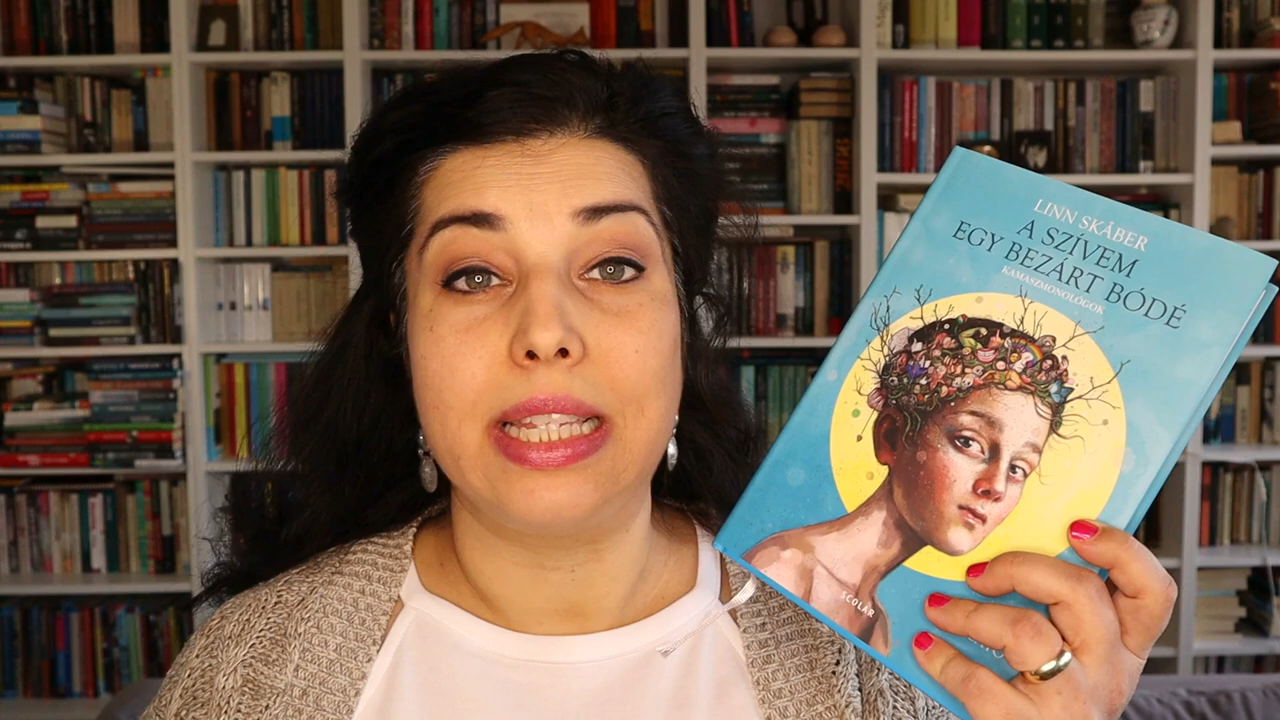 LINN SKÅBER
A SZÍVEM
EGY BEZÁRT BÓDÉ
KAMASZMONOLÓGOK
SCOLAR